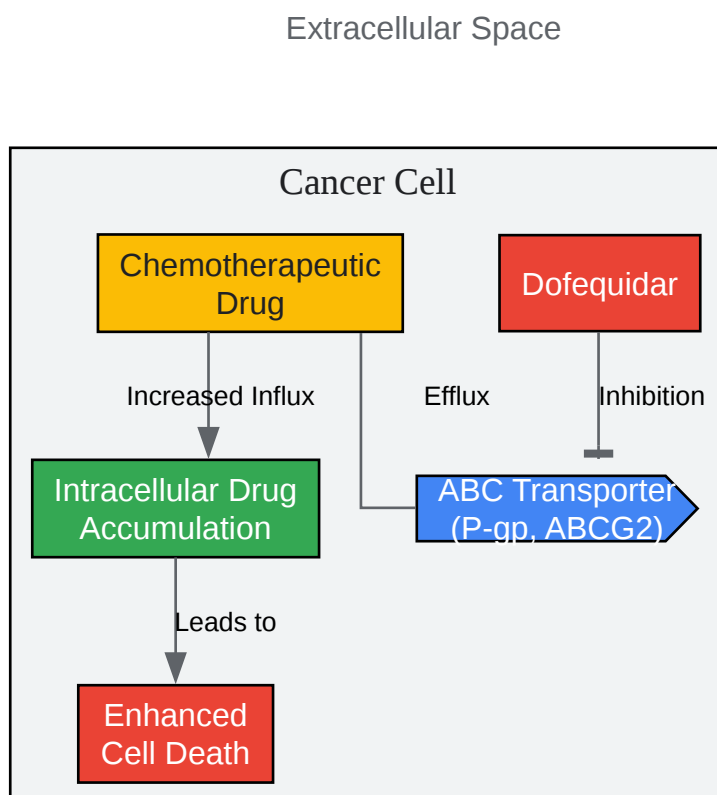 Extracellular Space
Cancer Cell
Chemotherapeutic
Drug
Dofequidar
Increased Influx
Efflux
Inhibition
Intracellular Drug
Accumulation
ABC Transporter
(P-gp, ABCG2)
Leads to
Enhanced
Cell Death